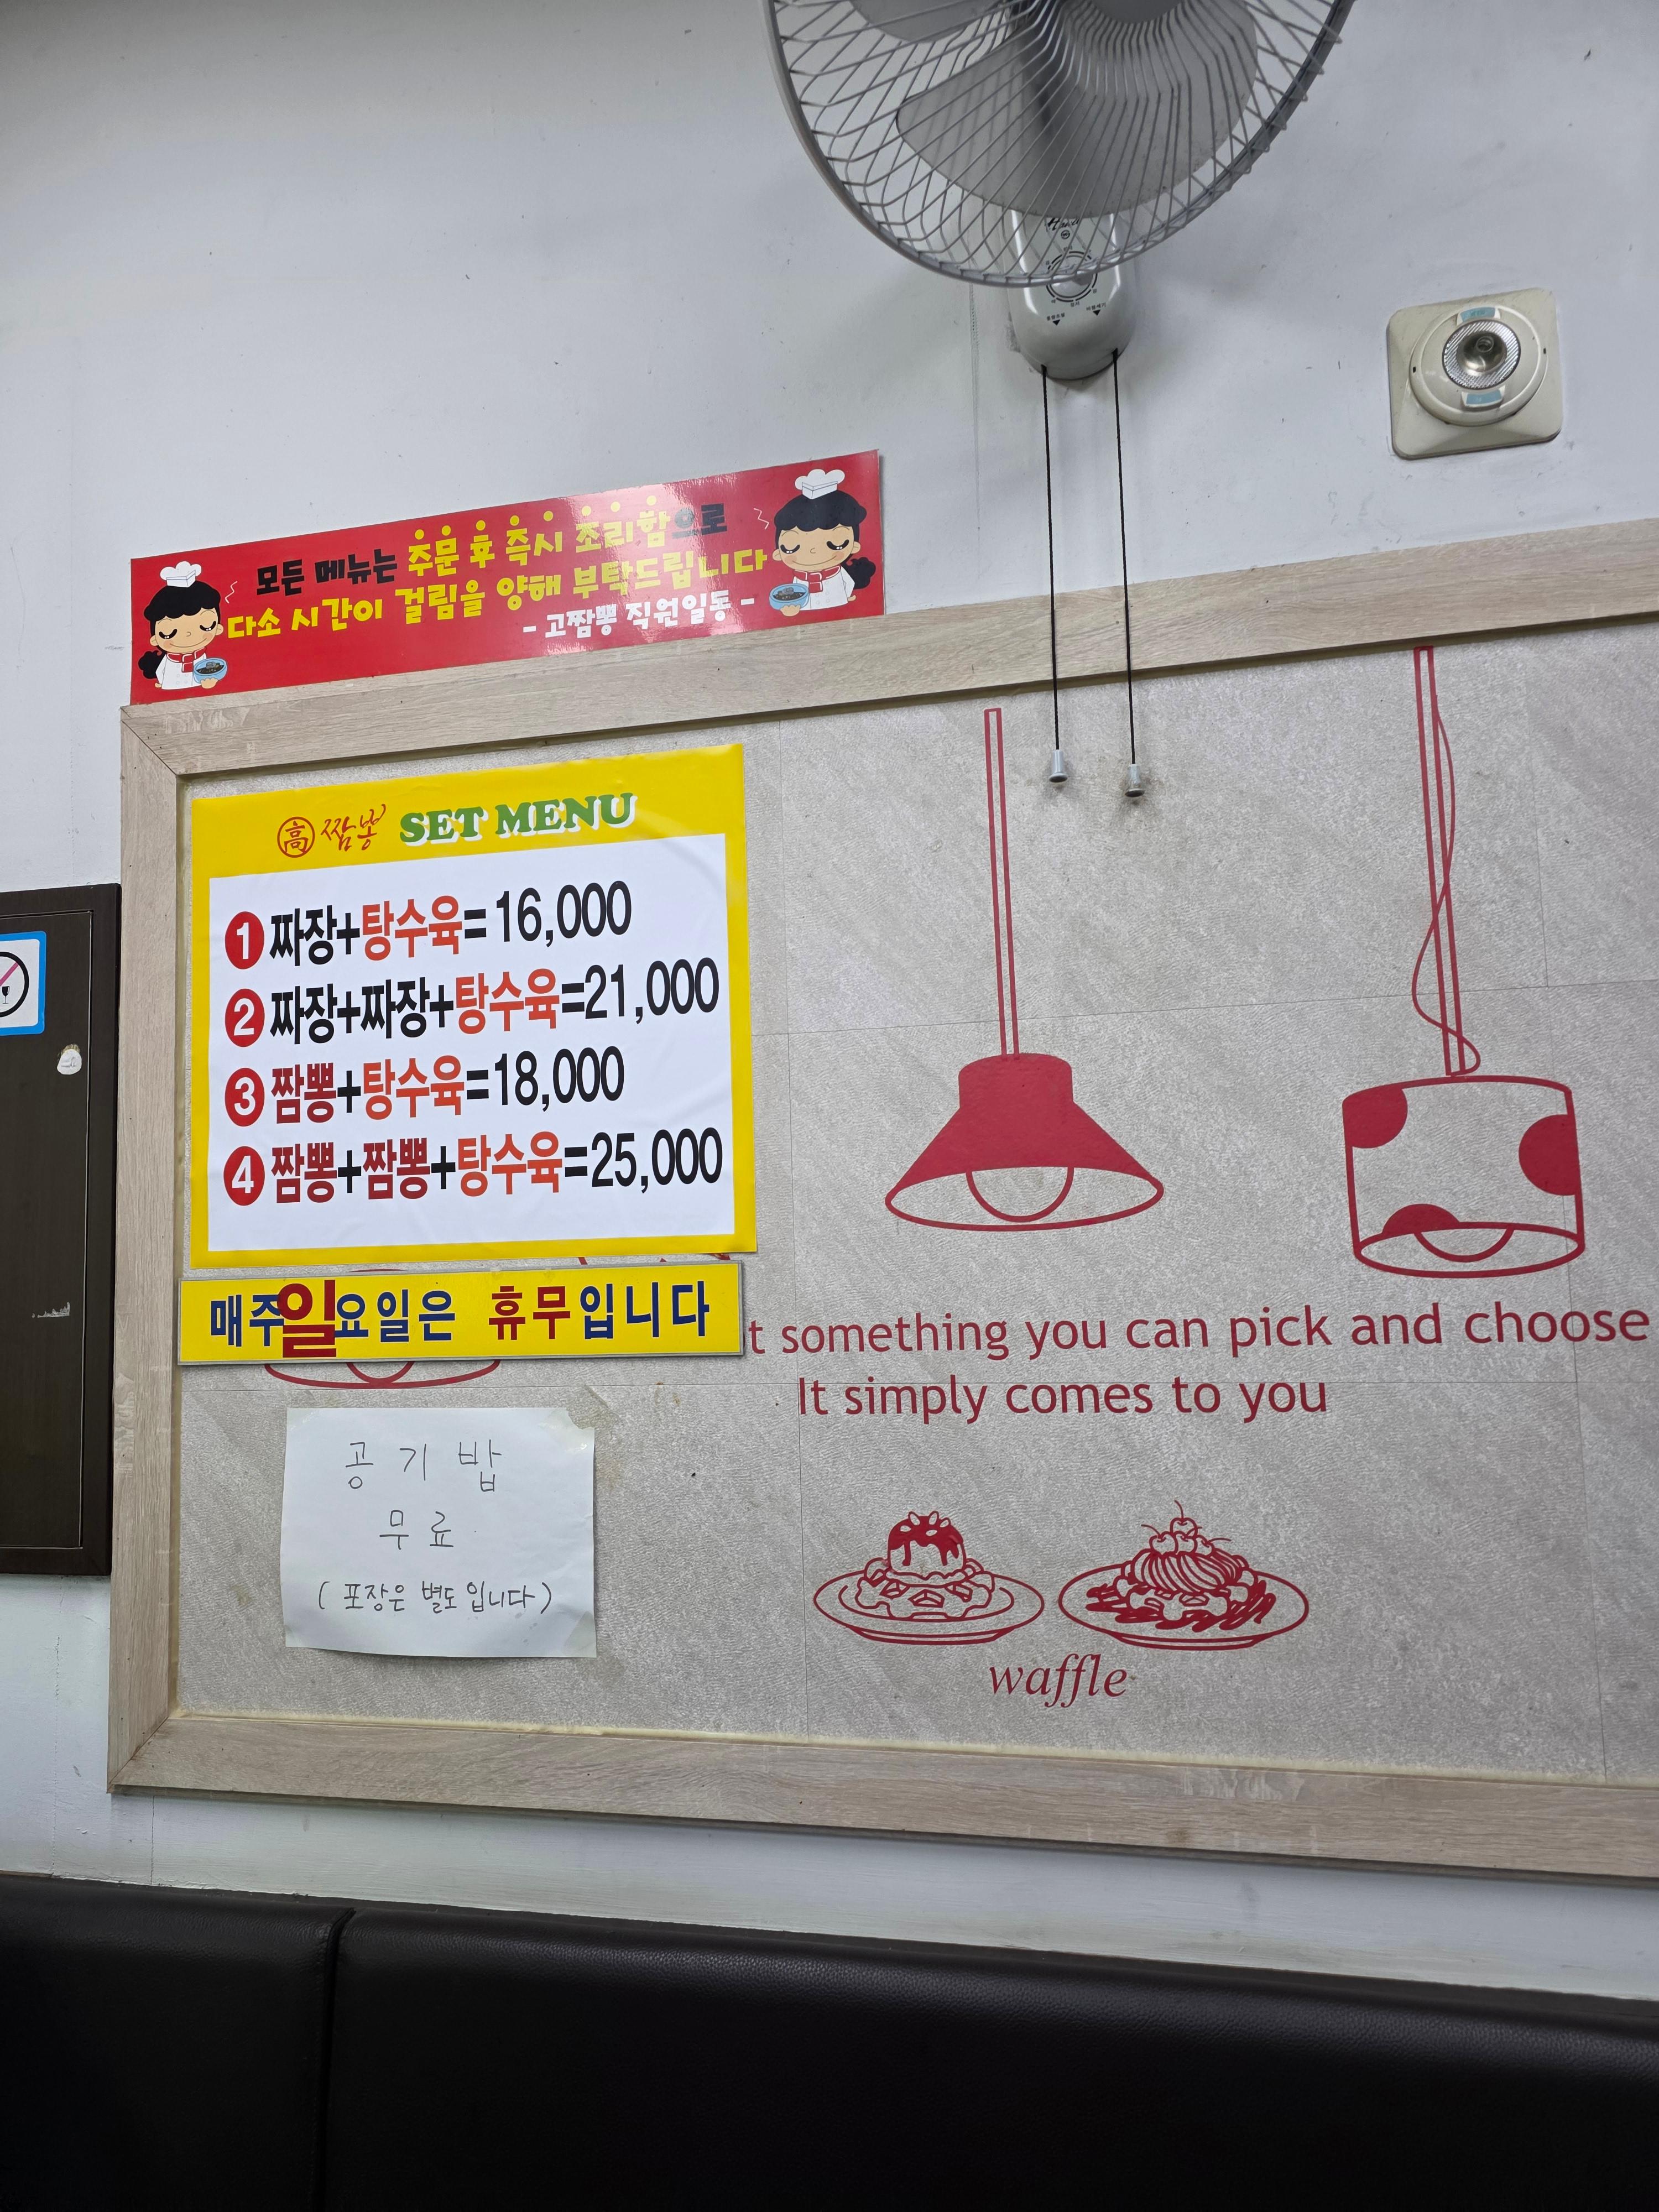 모든 메뉴는 주문 후 즉시 조리함으로
다소 시간이 걸림을 양해 부탁드립니다
- 고짬뽕 직원일동 -
高 짬뽕 SET MENU
1 짜장+탕수육=16,000
2 짜장+짜장+탕수육=21,000
3 짬뽕+탕수육=18,000
4 짬뽕+짬뽕+탕수육=25,000
매주일요일은 휴무입니다
t something you can pick and choose
It simply comes to you
공기밥
무료
( 포장은 별도입니다 )
waffle